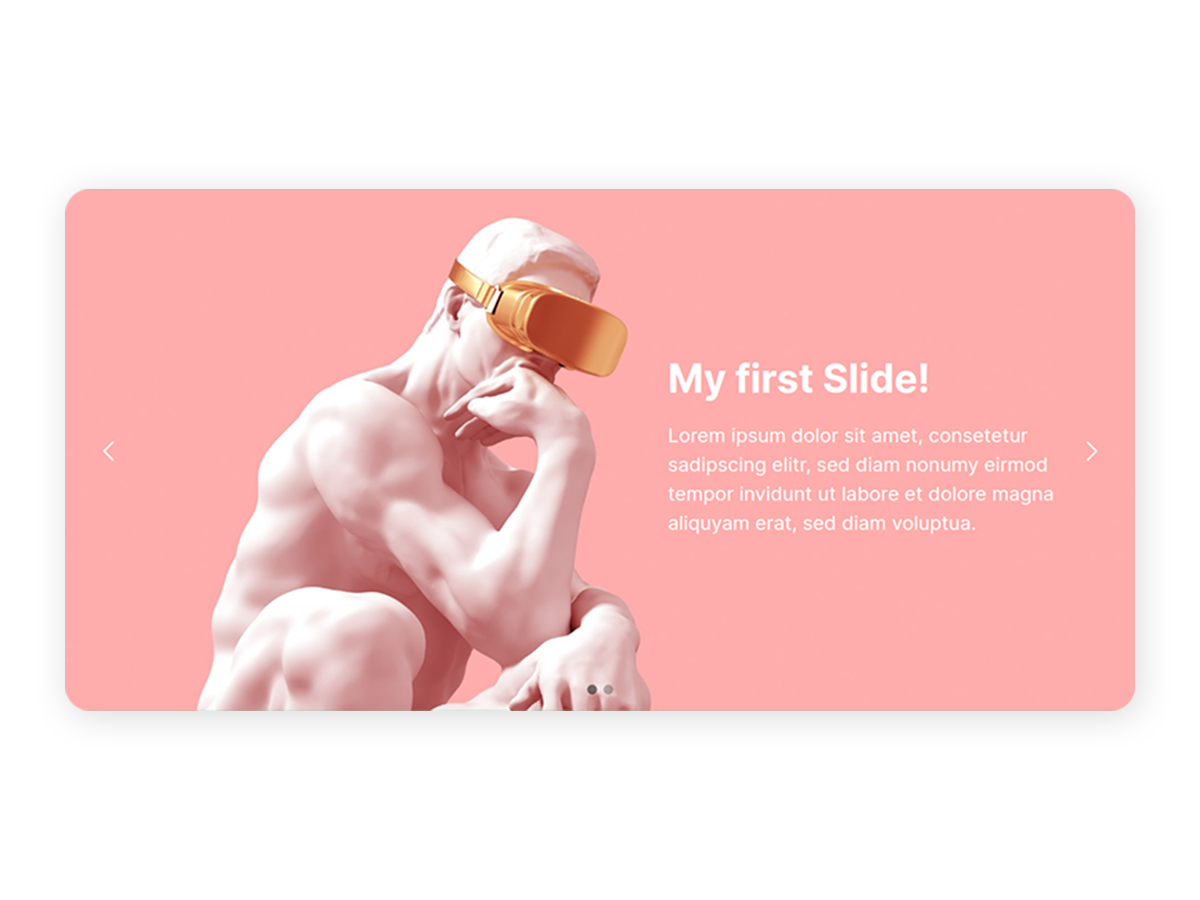 My first Slide!
Lorem ipsum dolor sit amet, consetetur
sadipscing elitr, sed diam nonumy eirmod
tempor invidunt ut labore et dolore magna
aliquyam erat, sed diam voluptua.